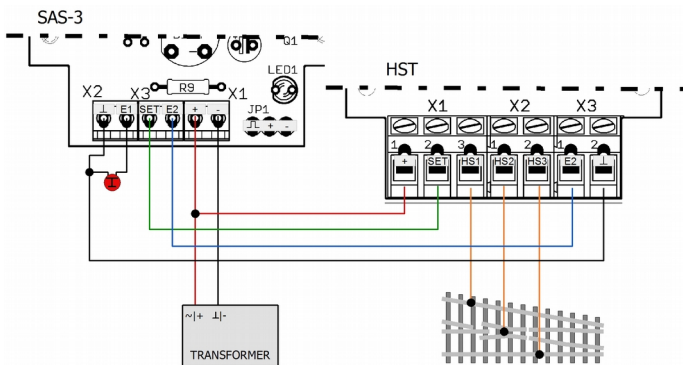 SAS-3
Q1
LED1
R9
X2 X3 X1
⊥ E1 SET E2 + -
JP1
+ -
HST
X1 X2 X3
1 2 3 1 2 1 2
+ SET HS1 HS2 HS3 E2 ⊥
~|+ ⊥|-
TRANSFORMER